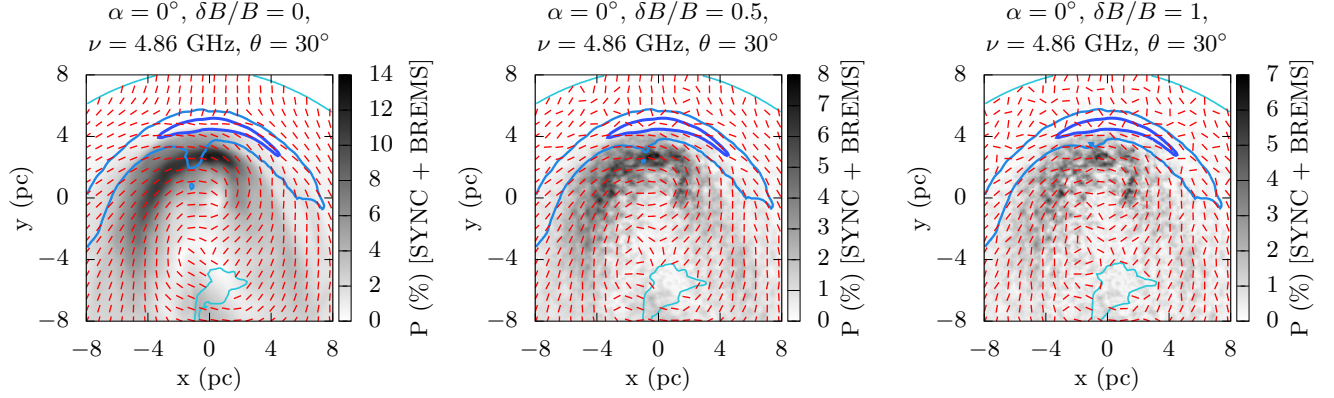 α = 0°, δB/B = 0,
ν = 4.86 GHz, θ = 30°
8
4
0
−4
−8
y (pc)
−8 −4 0 4 8
x (pc)
14
12
10
8
6
4
2
0
P (%) [SYNC + BREMS]
α = 0°, δB/B = 0.5,
ν = 4.86 GHz, θ = 30°
8
4
0
−4
−8
y (pc)
−8 −4 0 4 8
x (pc)
8
7
6
5
4
3
2
1
0
P (%) [SYNC + BREMS]
α = 0°, δB/B = 1,
ν = 4.86 GHz, θ = 30°
8
4
0
−4
−8
y (pc)
−8 −4 0 4 8
x (pc)
7
6
5
4
3
2
1
0
P (%) [SYNC + BREMS]